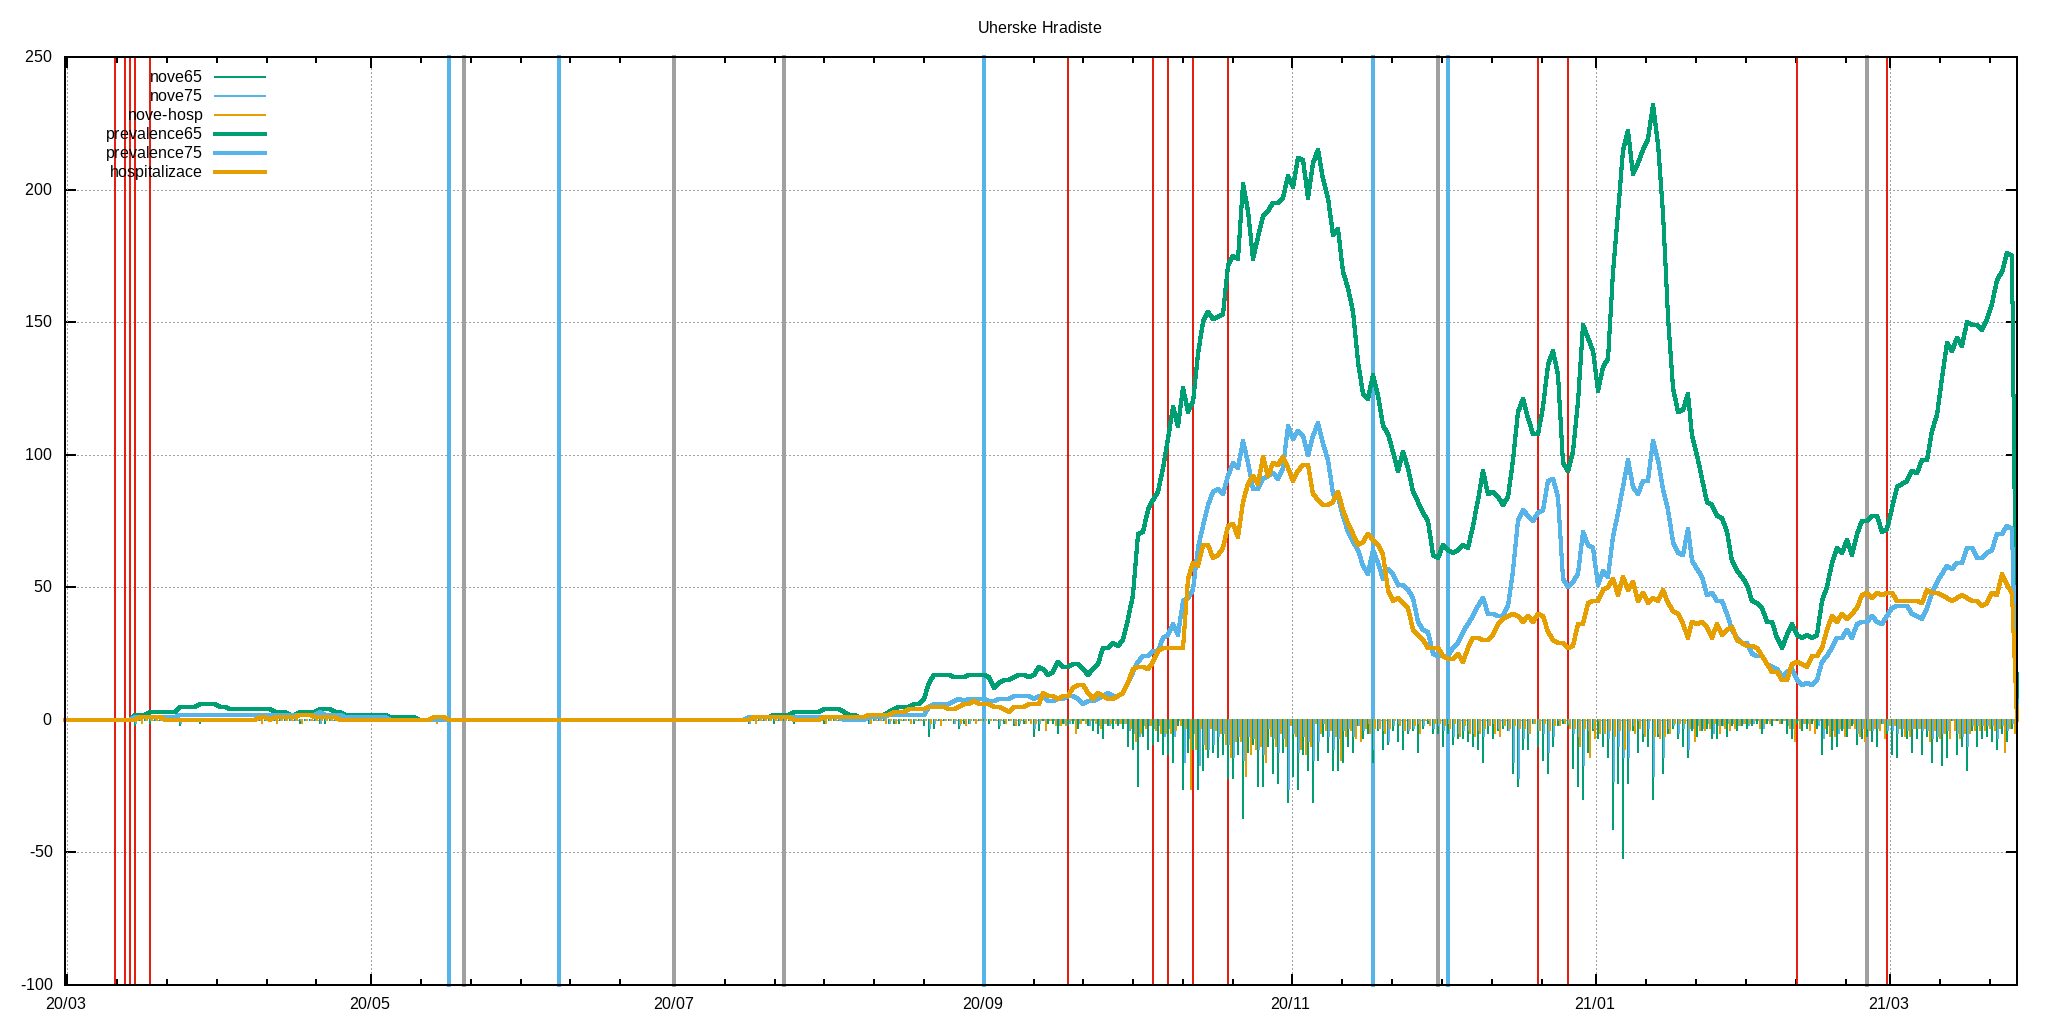 Uherske Hradiste
250
200
150
100
50
0
-50
-100
nove65
nove75
nove-hosp
prevalence65
prevalence75
hospitalizace
20/03 20/05 20/07 20/09 20/11 21/01 21/03